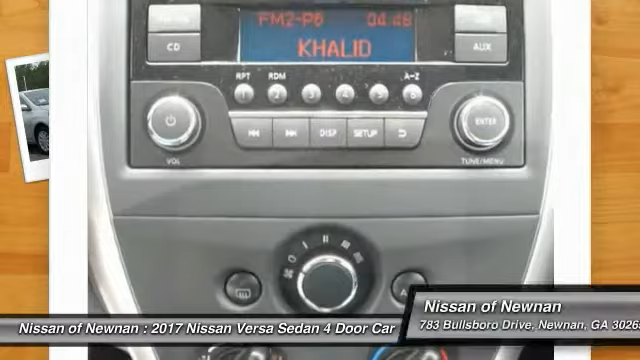 FM2-P6 04:48
KHALID
CD
AUX
RPT RDM A-Z
1 2 3 4 5 6
DISP SETUP
ENTER
VOL
TUNE/MENU
Nissan of Newnan
783 Bullsboro Drive, Newnan, GA 30265
Nissan of Newnan : 2017 Nissan Versa Sedan 4 Door Car